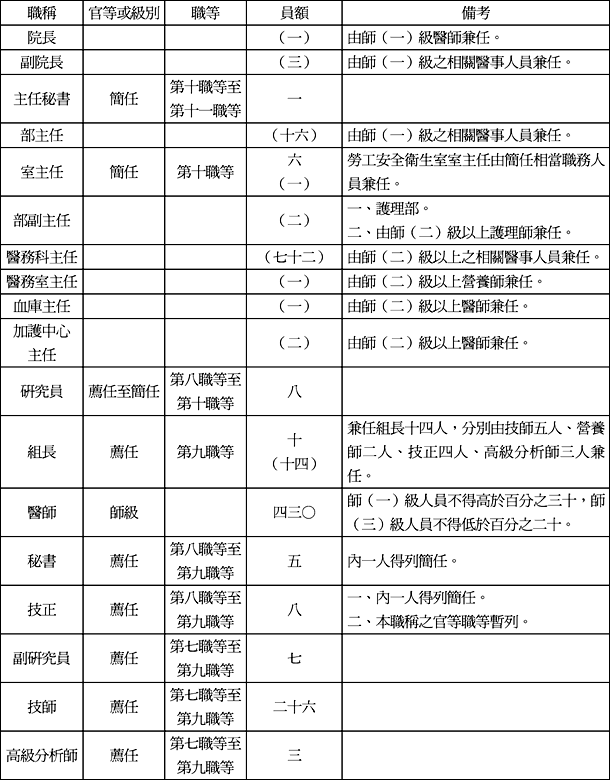 職稱 官等或級別 職等 員額 備考
院長 （一） 由師（一）級醫師兼任。
副院長 （三） 由師（一）級之相關醫事人員兼任。
主任秘書 簡任 第十職等至
第十一職等 一
部主任 （十六） 由師（一）級之相關醫事人員兼任。
室主任 簡任 第十職等 六
（一） 勞工安全衛生室室主任由簡任相當職務人
員兼任。
部副主任 （二） 一、護理部。
二、由師（二）級以上護理師兼任。
醫務科主任 （七十二） 由師（二）級以上之相關醫事人員兼任。
醫務室主任 （一） 由師（二）級以上營養師兼任。
血庫主任 （一） 由師（二）級以上醫師兼任。
加護中心
主任 （二） 由師（二）級以上醫師兼任。
研究員 薦任至簡任 第八職等至
第十職等 八
組長 薦任 第九職等 十
（十四） 兼任組長十四人，分別由技師五人、營養
師二人、技正四人、高級分析師三人兼
任。
醫師 師級 四三〇 師（一）級人員不得高於百分之三十，師
（三）級人員不得低於百分之二十。
秘書 薦任 第八職等至
第九職等 五 內一人得列簡任。
技正 薦任 第八職等至
第九職等 八 一、內一人得列簡任。
二、本職稱之官等職等暫列。
副研究員 薦任 第七職等至
第九職等 七
技師 薦任 第七職等至
第九職等 二十六
高級分析師 薦任 第七職等至
第九職等 三